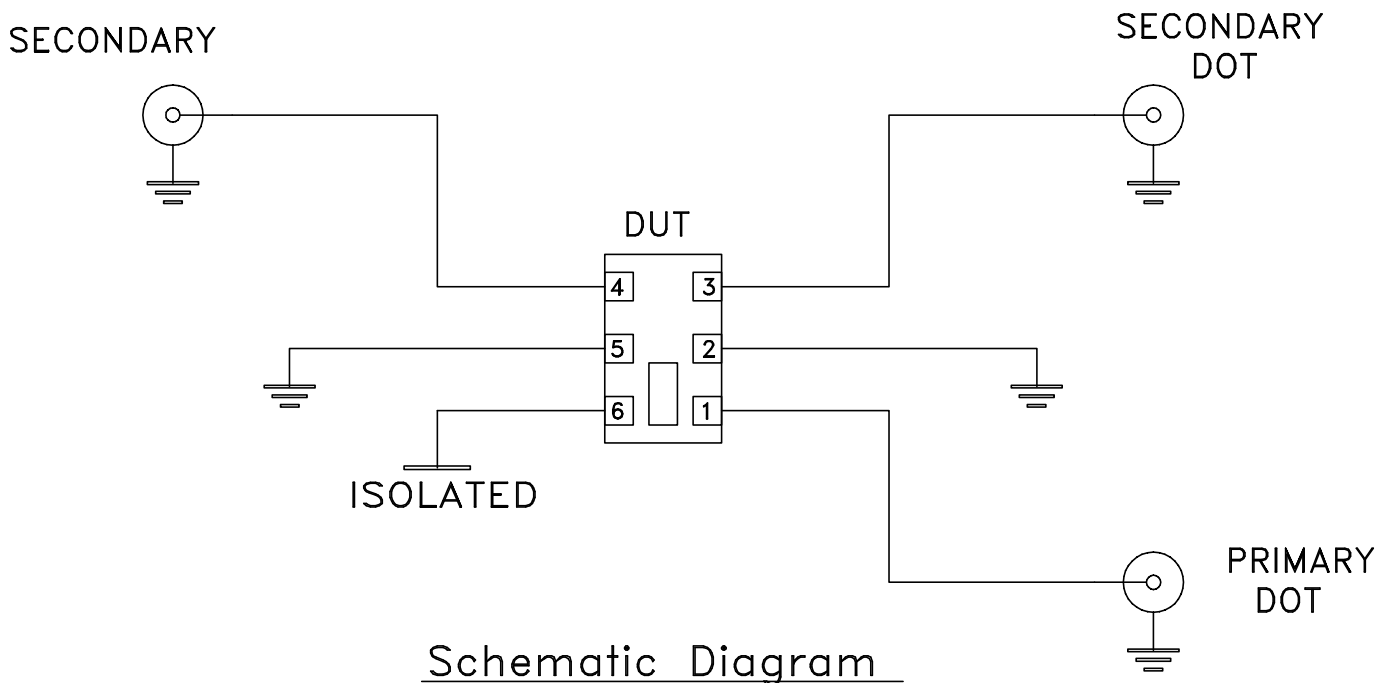 SECONDARY
SECONDARY
DOT
DUT
4 3
5 2
6 1
ISOLATED
PRIMARY
DOT
Schematic Diagram